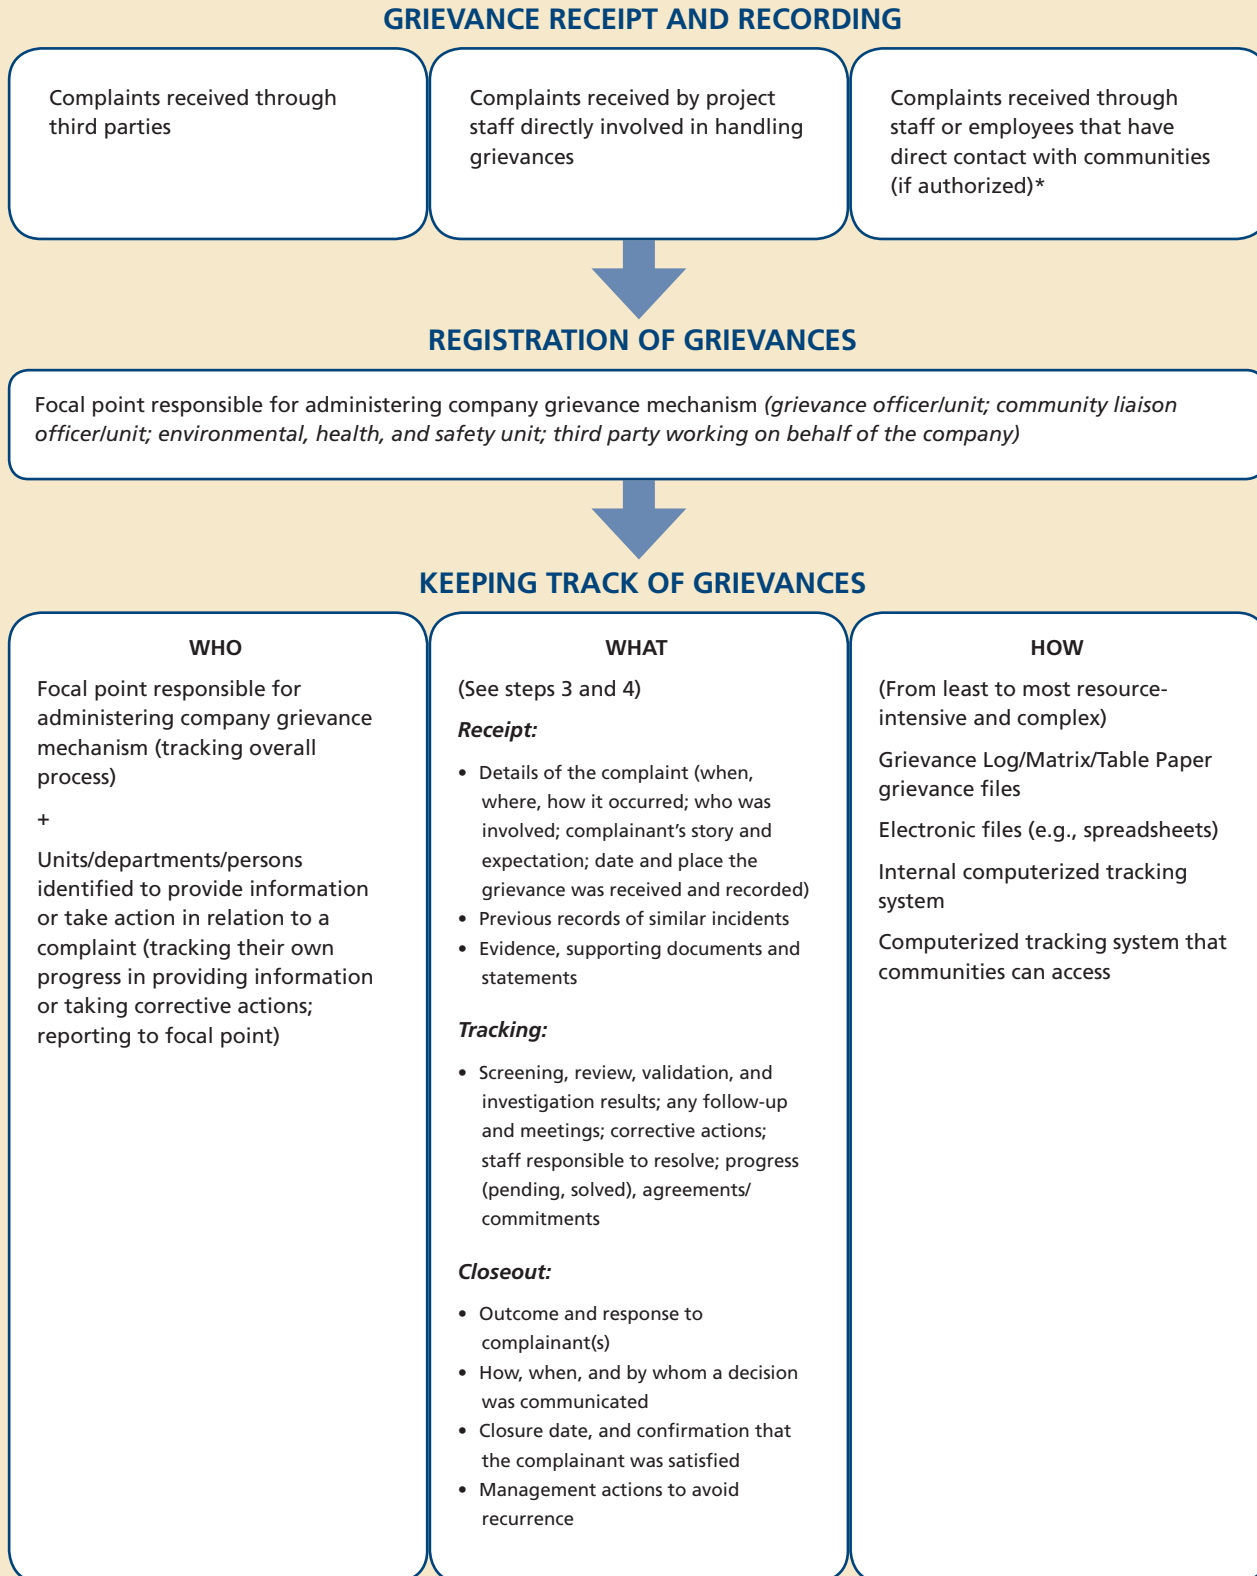 GRIEVANCE RECEIPT AND RECORDING
Complaints received through
third parties
Complaints received by project
staff directly involved in handling
grievances
Complaints received through
staff or employees that have
direct contact with communities
(if authorized)*
REGISTRATION OF GRIEVANCES
Focal point responsible for administering company grievance mechanism (grievance officer/unit; community liaison
officer/unit; environmental, health, and safety unit; third party working on behalf of the company)
KEEPING TRACK OF GRIEVANCES
WHO
Focal point responsible for
administering company grievance
mechanism (tracking overall
process)
+
Units/departments/persons
identified to provide information
or take action in relation to a
complaint (tracking their own
progress in providing information
or taking corrective actions;
reporting to focal point)
WHAT
(See steps 3 and 4)
Receipt:
• Details of the complaint (when,
where, how it occurred; who was
involved; complainant's story and
expectation; date and place the
grievance was received and recorded)
• Previous records of similar incidents
• Evidence, supporting documents and
statements
Tracking:
• Screening, review, validation, and
investigation results; any follow-up
and meetings; corrective actions;
staff responsible to resolve; progress
(pending, solved), agreements/
commitments
Closeout:
• Outcome and response to
complainant(s)
• How, when, and by whom a decision
was communicated
• Closure date, and confirmation that
the complainant was satisfied
• Management actions to avoid
recurrence
HOW
(From least to most resource-
intensive and complex)
Grievance Log/Matrix/Table Paper
grievance files
Electronic files (e.g., spreadsheets)
Internal computerized tracking
system
Computerized tracking system that
communities can access